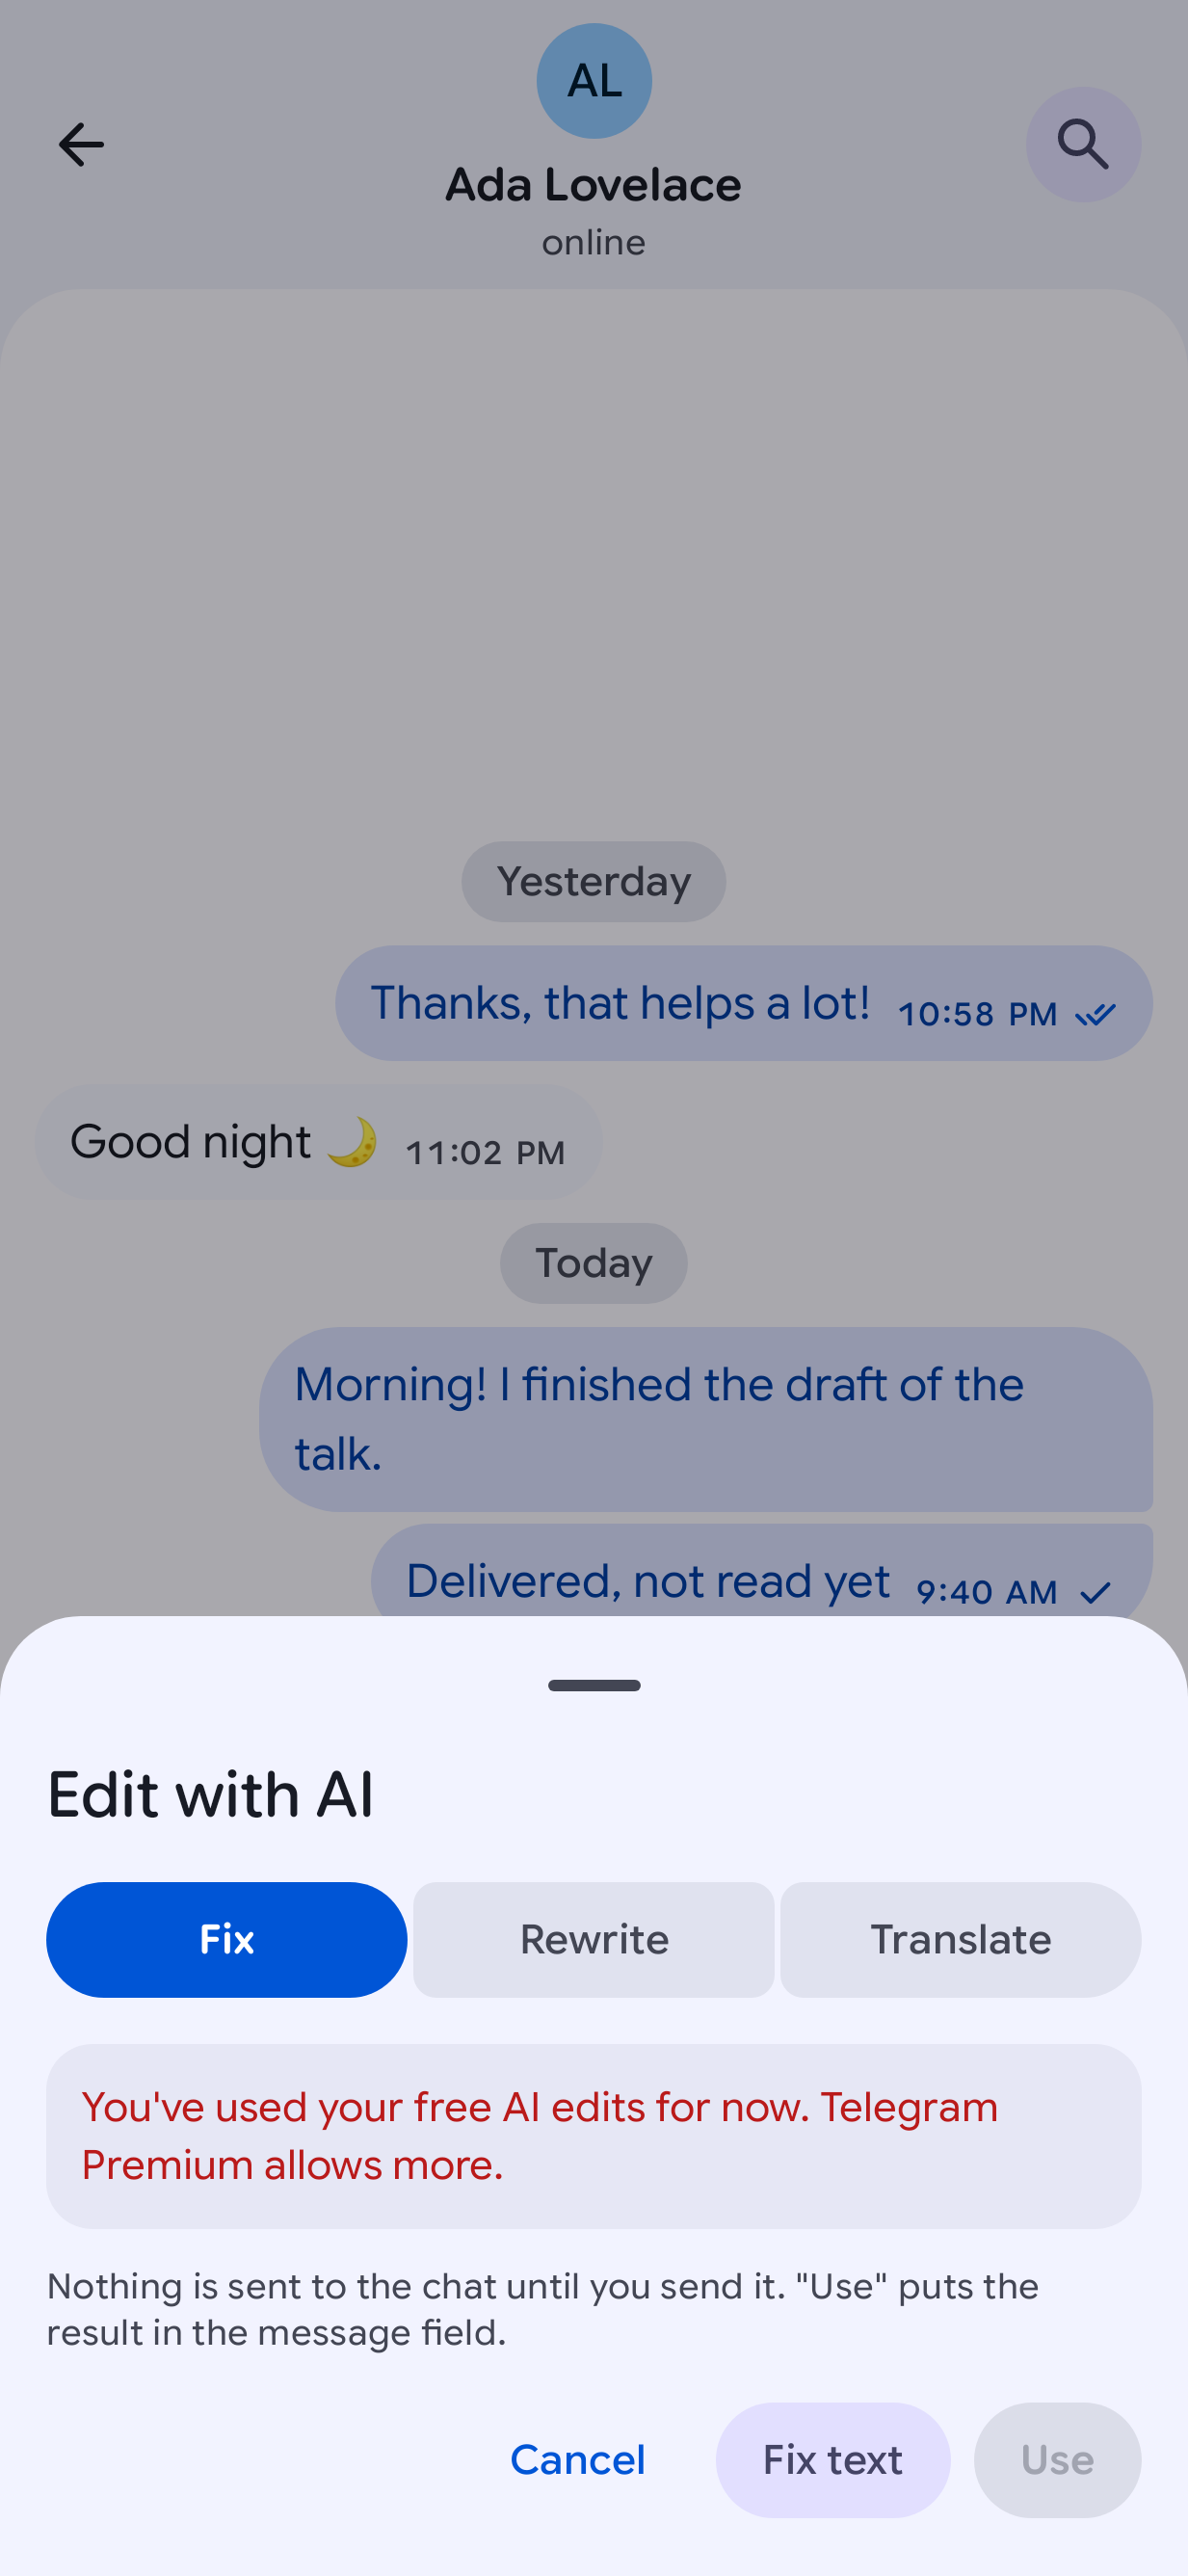 AL
Ada Lovelace
online
Yesterday
Thanks, that helps a lot! 10:58 PM
Good night 🌙 11:02 PM
Today
Morning! I finished the draft of the
talk.
Delivered, not read yet 9:40 AM
Edit with AI
Fix Rewrite Translate
You've used your free AI edits for now. Telegram
Premium allows more.
Nothing is sent to the chat until you send it. "Use" puts the
result in the message field.
Cancel Fix text Use